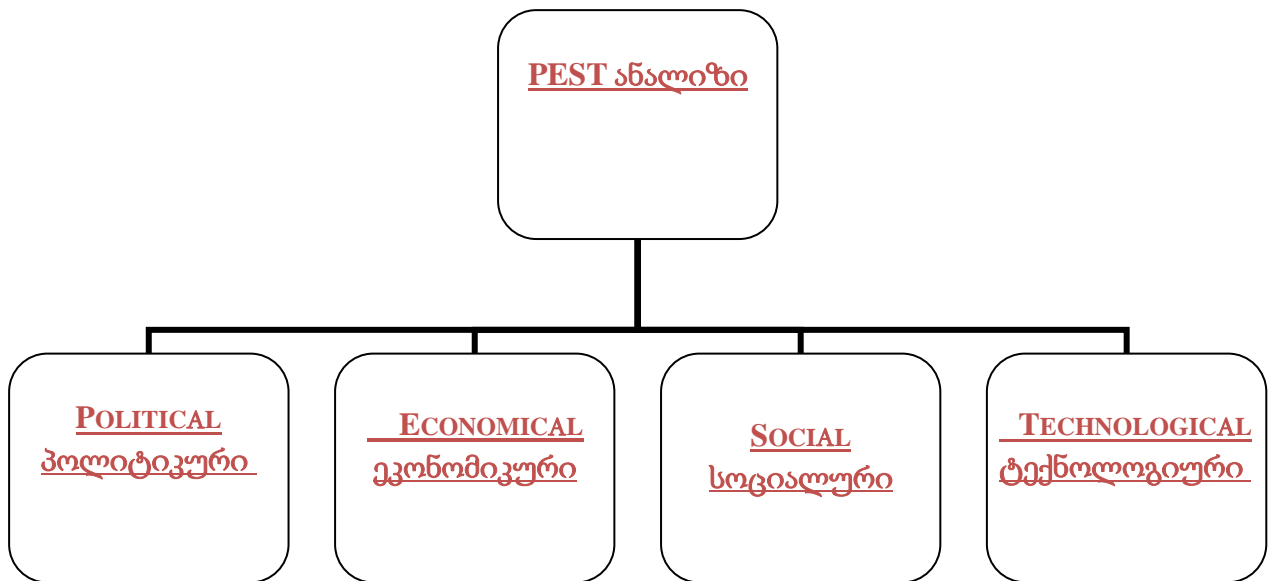 PEST ანალიზი
POLITICAL
პოლიტიკური
ECONOMICAL
ეკონომიკური
SOCIAL
სოციალური
TECHNOLOGICAL
ტექნოლოგიური